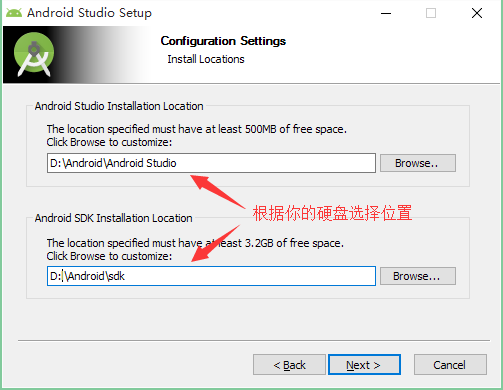 Android Studio Setup
Configuration Settings
Install Locations
Android Studio Installation Location
The location specified must have at least 500MB of free space.
Click Browse to customize:
D:\Android\Android Studio
Browse..
根据你的硬盘选择位置
Android SDK Installation Location
The location specified must have at least 3.2GB of free space.
Click Browse to customize:
D:\Android\sdk
Browse...
< Back
Next >
Cancel